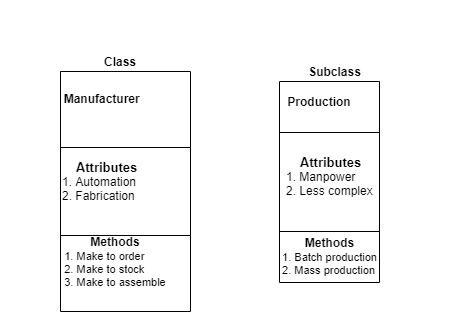 Class
Manufacturer
Attributes
1. Automation
2. Fabrication
Methods
1. Make to order
2. Make to stock
3. Make to assemble
Subclass
Production
Attributes
1. Manpower
2. Less complex
Methods
1. Batch production
2. Mass production